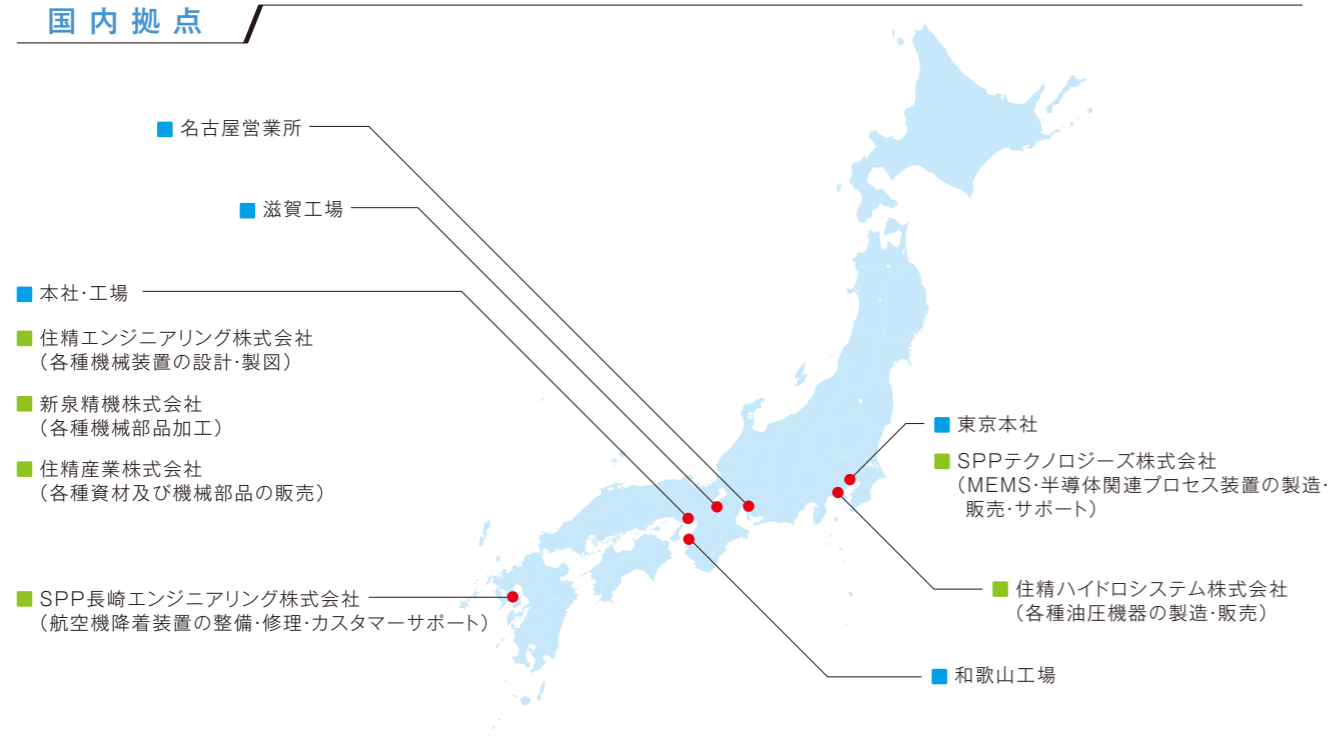 国内拠点
名古屋営業所
滋賀工場
本社・工場
住精エンジニアリング株式会社
（各種機械装置の設計・製図）
新泉精機株式会社
（各種機械部品加工）
住精産業株式会社
（各種資材及び機械部品の販売）
SPP長崎エンジニアリング株式会社
（航空機降着装置の整備・修理・カスタマーサポート）
東京本社
SPPテクノロジーズ株式会社
（MEMS・半導体関連プロセス装置の製造・
販売・サポート）
住精ハイドロシステム株式会社
（各種油圧機器の製造・販売）
和歌山工場